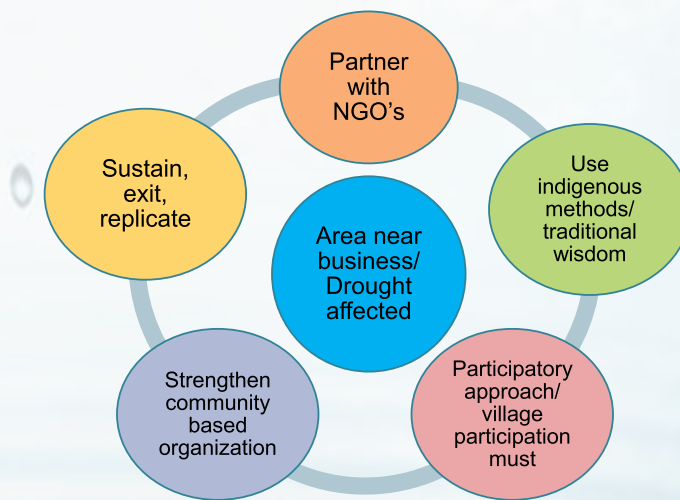 Partner
with
NGO’s
Use
indigenous
methods/
traditional
wisdom
Participatory
approach/
village
participation
must
Strengthen
community
based
organization
Sustain,
exit,
replicate
Area near
business/
Drought
affected